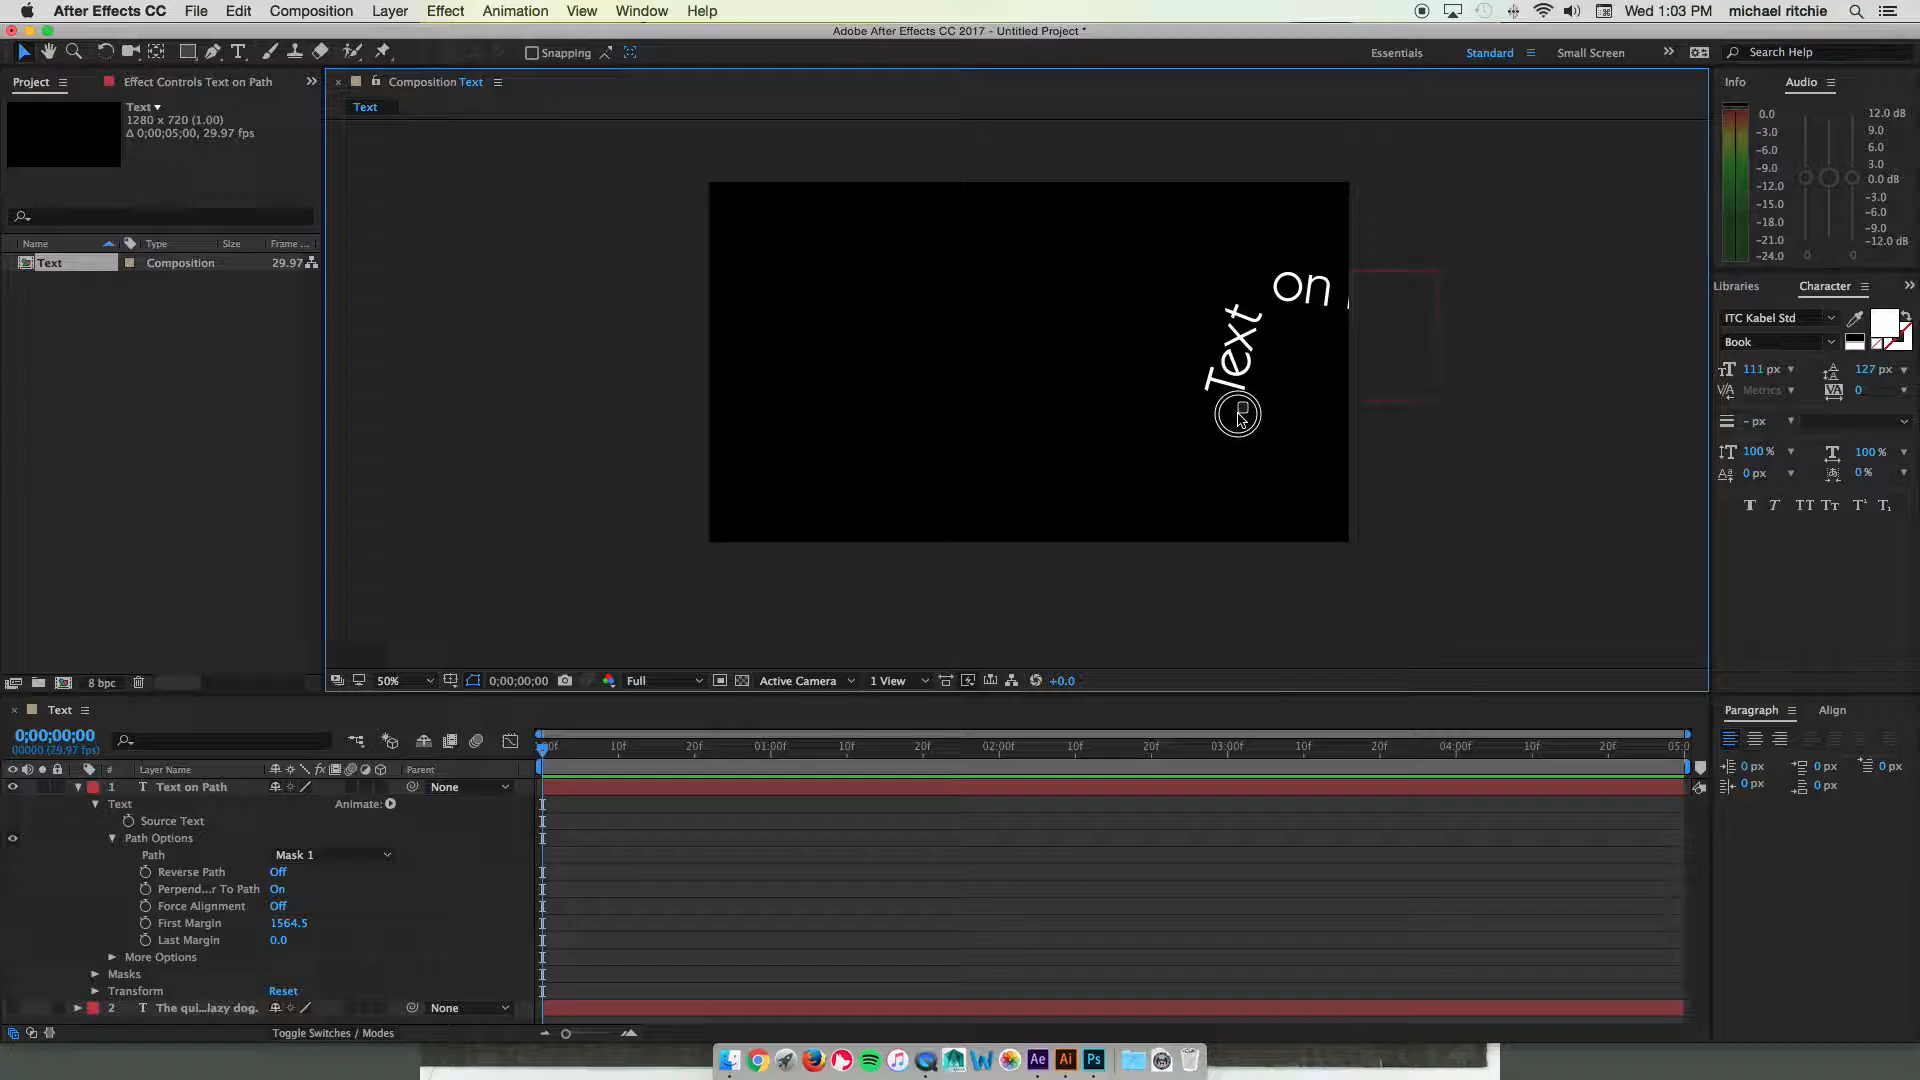 After Effects CC File Edit Composition Layer Effect Animation View Window Help Wed 1:03 PM michael ritchie
Adobe After Effects CC 2017 - Untitled Project *
Snapping Essentials Standard Small Screen Search Help
Project Effect Controls Text on Path
Composition Text
Text
Text
1280 x 720 (1.00)
Δ 0;00;05;00, 29.97 fps
Name Type Size Frame ...
Text Composition 29.97
Text on
50% 0;00;00;00 Full Active Camera 1 View +0.0
8 bpc
Info Audio
0.0
-3.0
-6.0
-9.0
-12.0
-15.0
-18.0
-21.0
-24.0
12.0 dB
9.0
6.0
3.0
0.0 dB
-3.0
-6.0
-9.0
-12.0 dB
0 0
Libraries Character
ITC Kabel Std
Book
111 px 127 px
Metrics 0
- px
100 % 100 %
0 px 0 %
T T TT TT T¹ T₁
Paragraph Align
0 px 0 px 0 px
0 px 0 px
Text
0;00;00;00
00000 (29.97 fps)
10f 20f 01:00f 10f 20f 02:00f 10f 20f 03:00f 10f 20f 04:00f 10f 20f 05:0
# Layer Name Parent
1 T Text on Path None
Text Animate:
Source Text
Path Options
Path Mask 1
Reverse Path Off
Perpend...r To Path On
Force Alignment Off
First Margin 1564.5
Last Margin 0.0
More Options
Masks
Transform Reset
2 T The qui...lazy dog. None
Toggle Switches / Modes
Ae Ai Ps